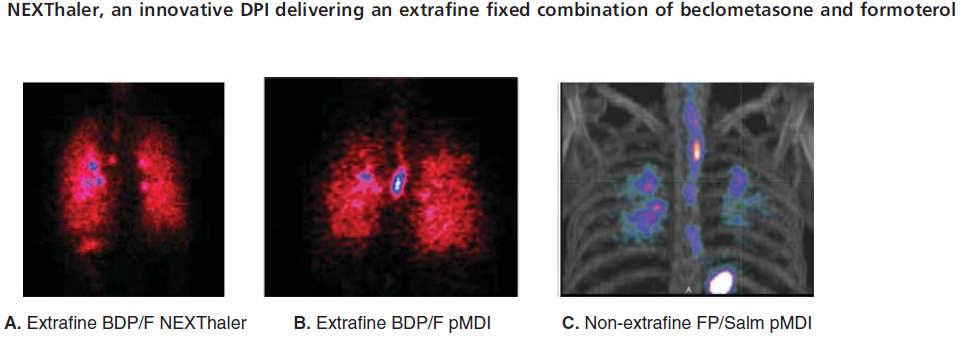 NEXThaler, an innovative DPI delivering an extrafine fixed combination of beclometasone and formoterol
A
A. Extrafine BDP/F NEXThaler
B. Extrafine BDP/F pMDI
C. Non-extrafine FP/Salm pMDI